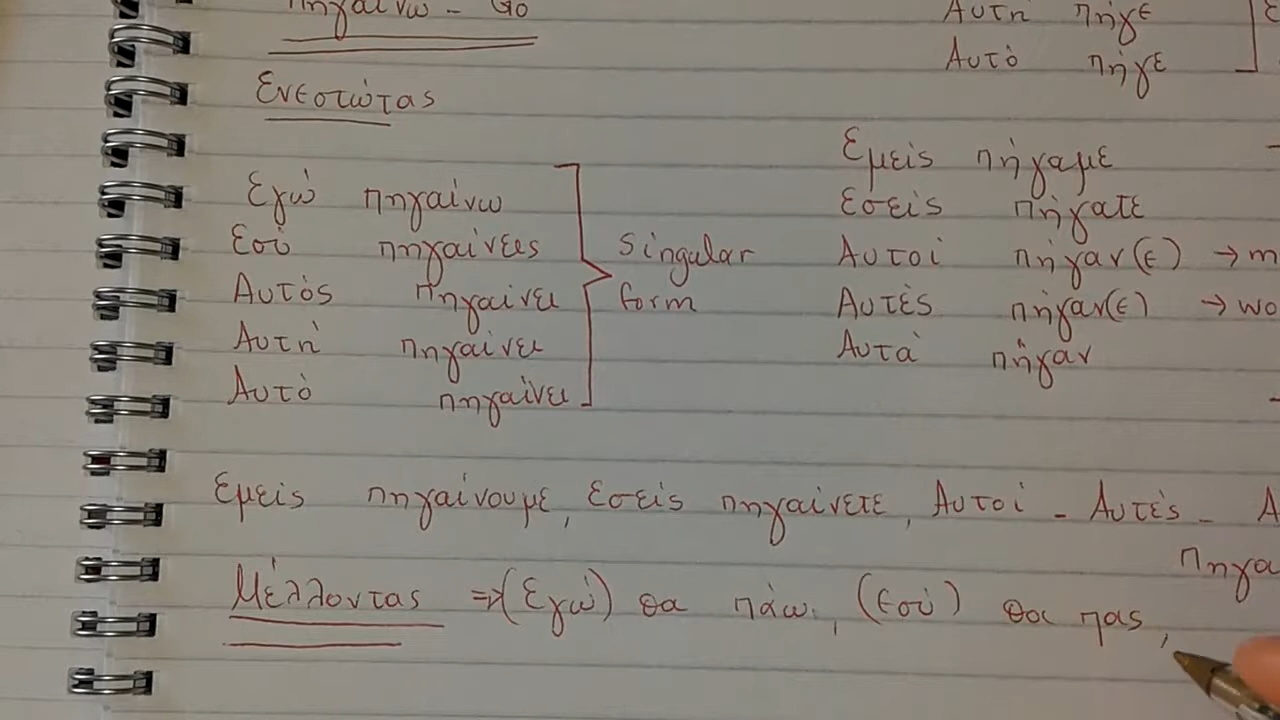 Πηγαίνω - Go
Ενεστώτας
Εγώ πηγαίνω
Εσύ πηγαίνεις
Αυτός πηγαίνει
Αυτή πηγαίνει
Αυτό πηγαίνει
Singular
form
Αυτή πήγε
Αυτό πήγε
Εμείς πήγαμε
Εσείς πήγατε
Αυτοί πήγαν(ε) →
Αυτές πήγαν(ε) →
Αυτά πήγαν
Εμείς πηγαίνουμε, Εσείς πηγαίνετε, Αυτοί - Αυτές -
Μέλλοντας ⇒ (Εγώ) θα πάω, (Εσύ) θα πας,